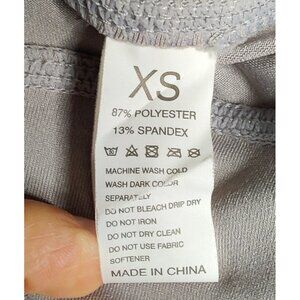 XS
87% POLYESTER
13% SPANDEX
MACHINE WASH COLD
WASH DARK COLOR
SEPARATELY
DO NOT BLEACH DRIP DRY
DO NOT IRON
DO NOT DRY CLEAN
DO NOT USE FABRIC
SOFTENER
MADE IN CHINA